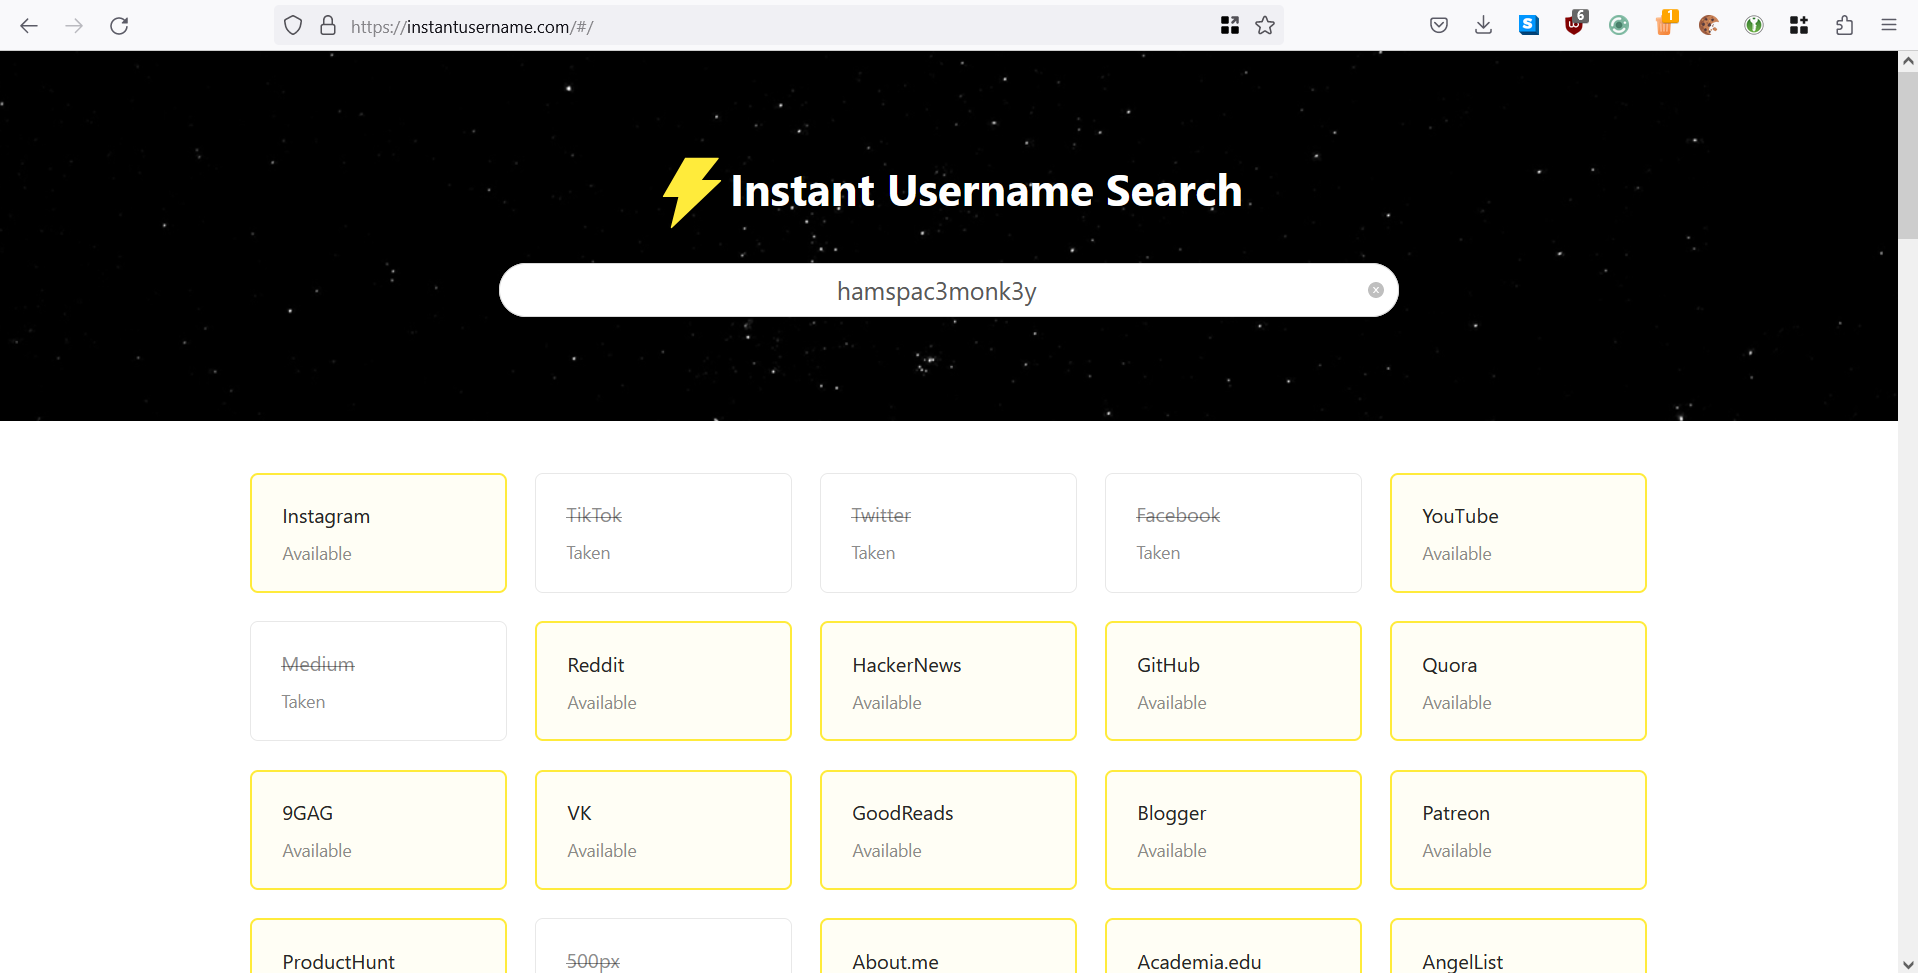 https://instantusername.com/#/
S
6
1
Instant Username Search
hamspac3monk3y
Instagram
Available
TikTok
Taken
Twitter
Taken
Facebook
Taken
YouTube
Available
Medium
Taken
Reddit
Available
HackerNews
Available
GitHub
Available
Quora
Available
9GAG
Available
VK
Available
GoodReads
Available
Blogger
Available
Patreon
Available
ProductHunt
500px
About.me
Academia.edu
AngelList